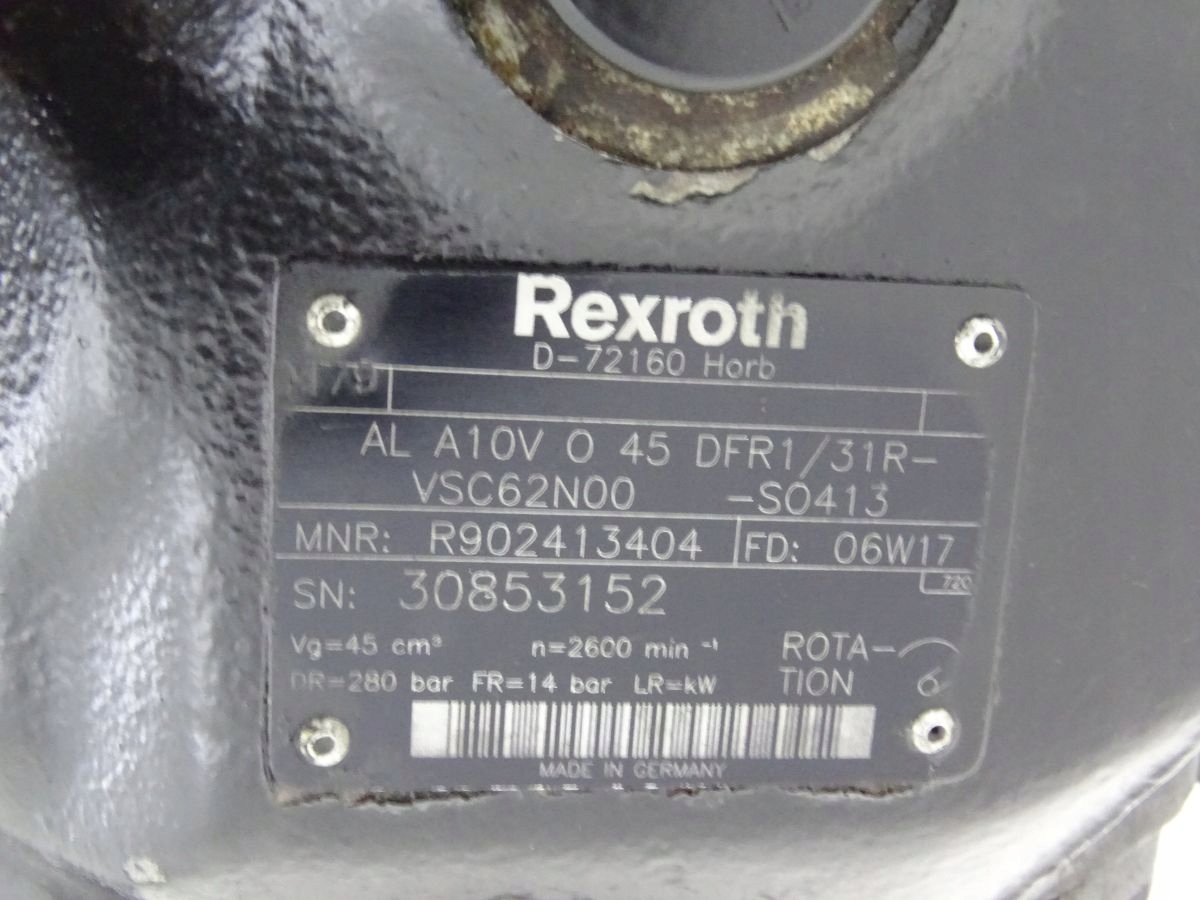 Rexroth
D-72160 Horb
AL A10V O 45 DFR1/31R-
VSC62N00 -S0413
MNR: R902413404 FD: 06W17
720
SN: 30853152
Vg=45 cm³ n=2600 min ⁻¹ ROTA-
DR=280 bar FR=14 bar LR=kW TION
MADE IN GERMANY